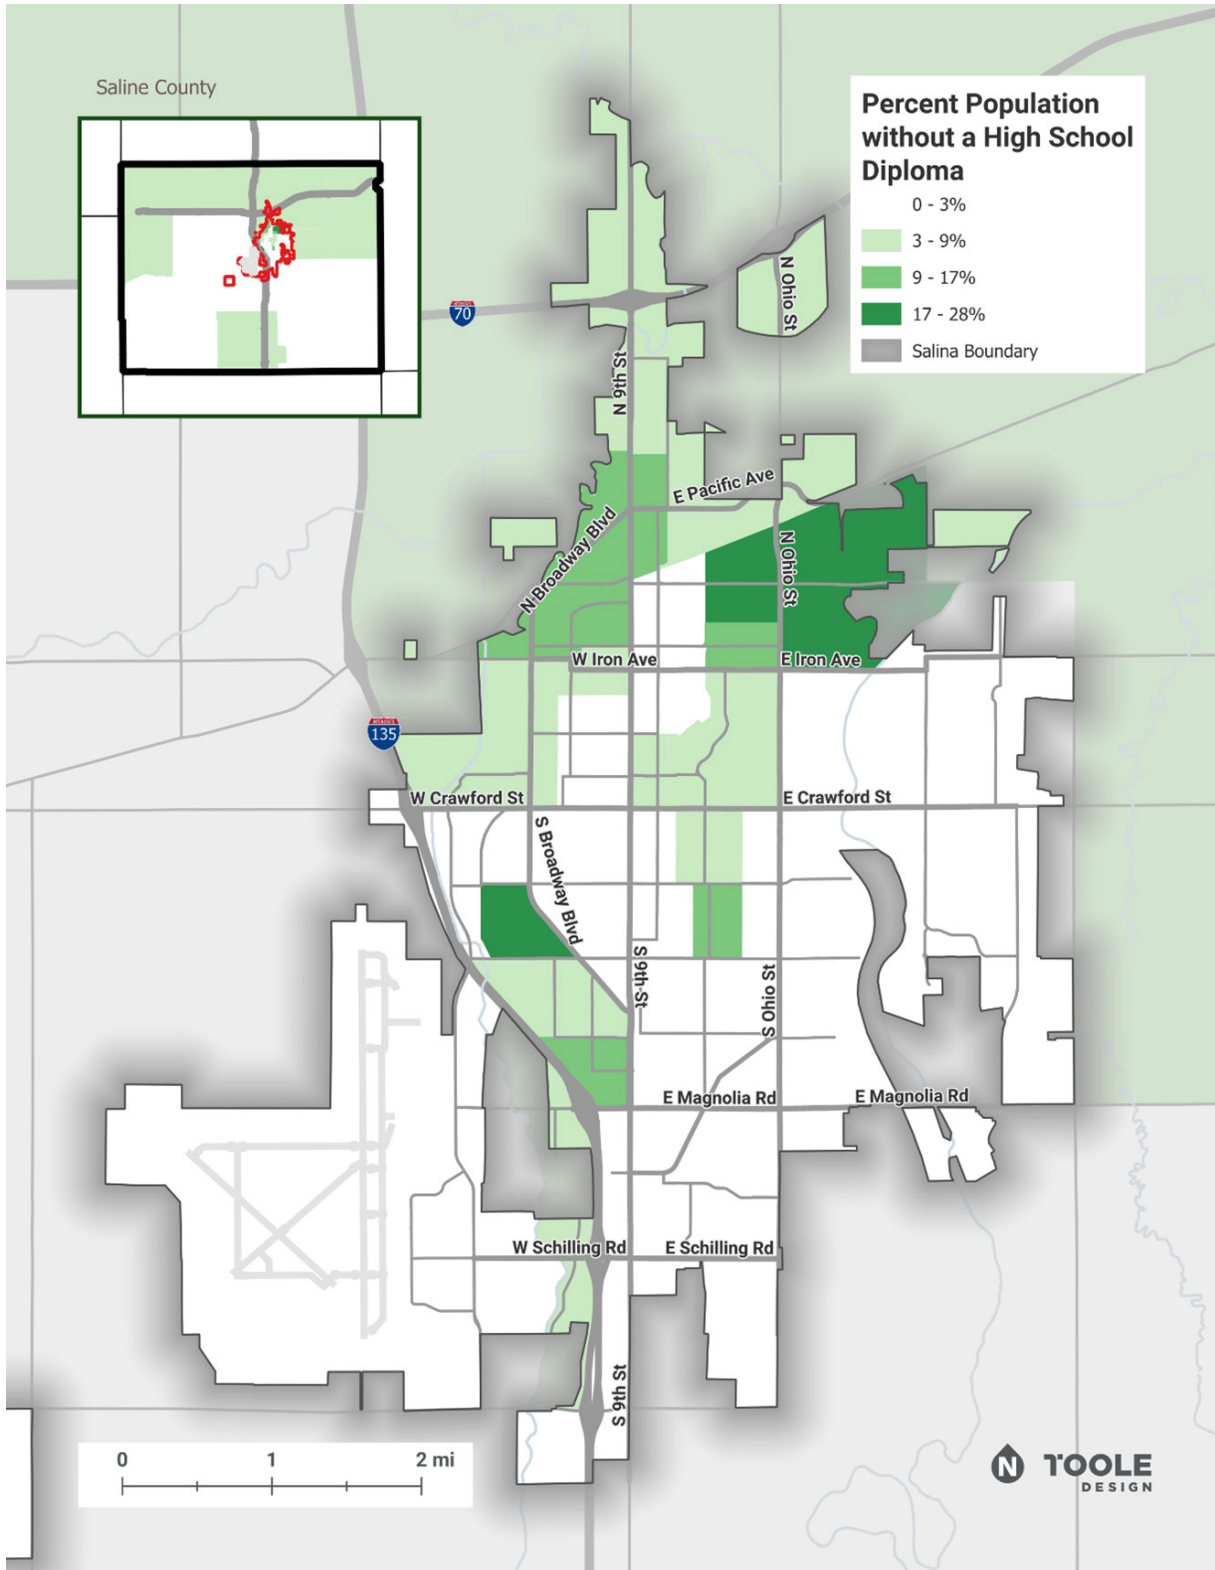 Saline County
Percent Population
without a High School
Diploma
0 - 3%
3 - 9%
9 - 17%
17 - 28%
Salina Boundary
70
N Ohio St
N 9th St
E Pacific Ave
N Broadway Blvd
N Ohio St
W Iron Ave
E Iron Ave
135
W Crawford St
E Crawford St
S Broadway Blvd
S 9th St
S Ohio St
E Magnolia Rd
E Magnolia Rd
W Schilling Rd
E Schilling Rd
S 9th St
0 1 2 mi
N
TOOLE
DESIGN